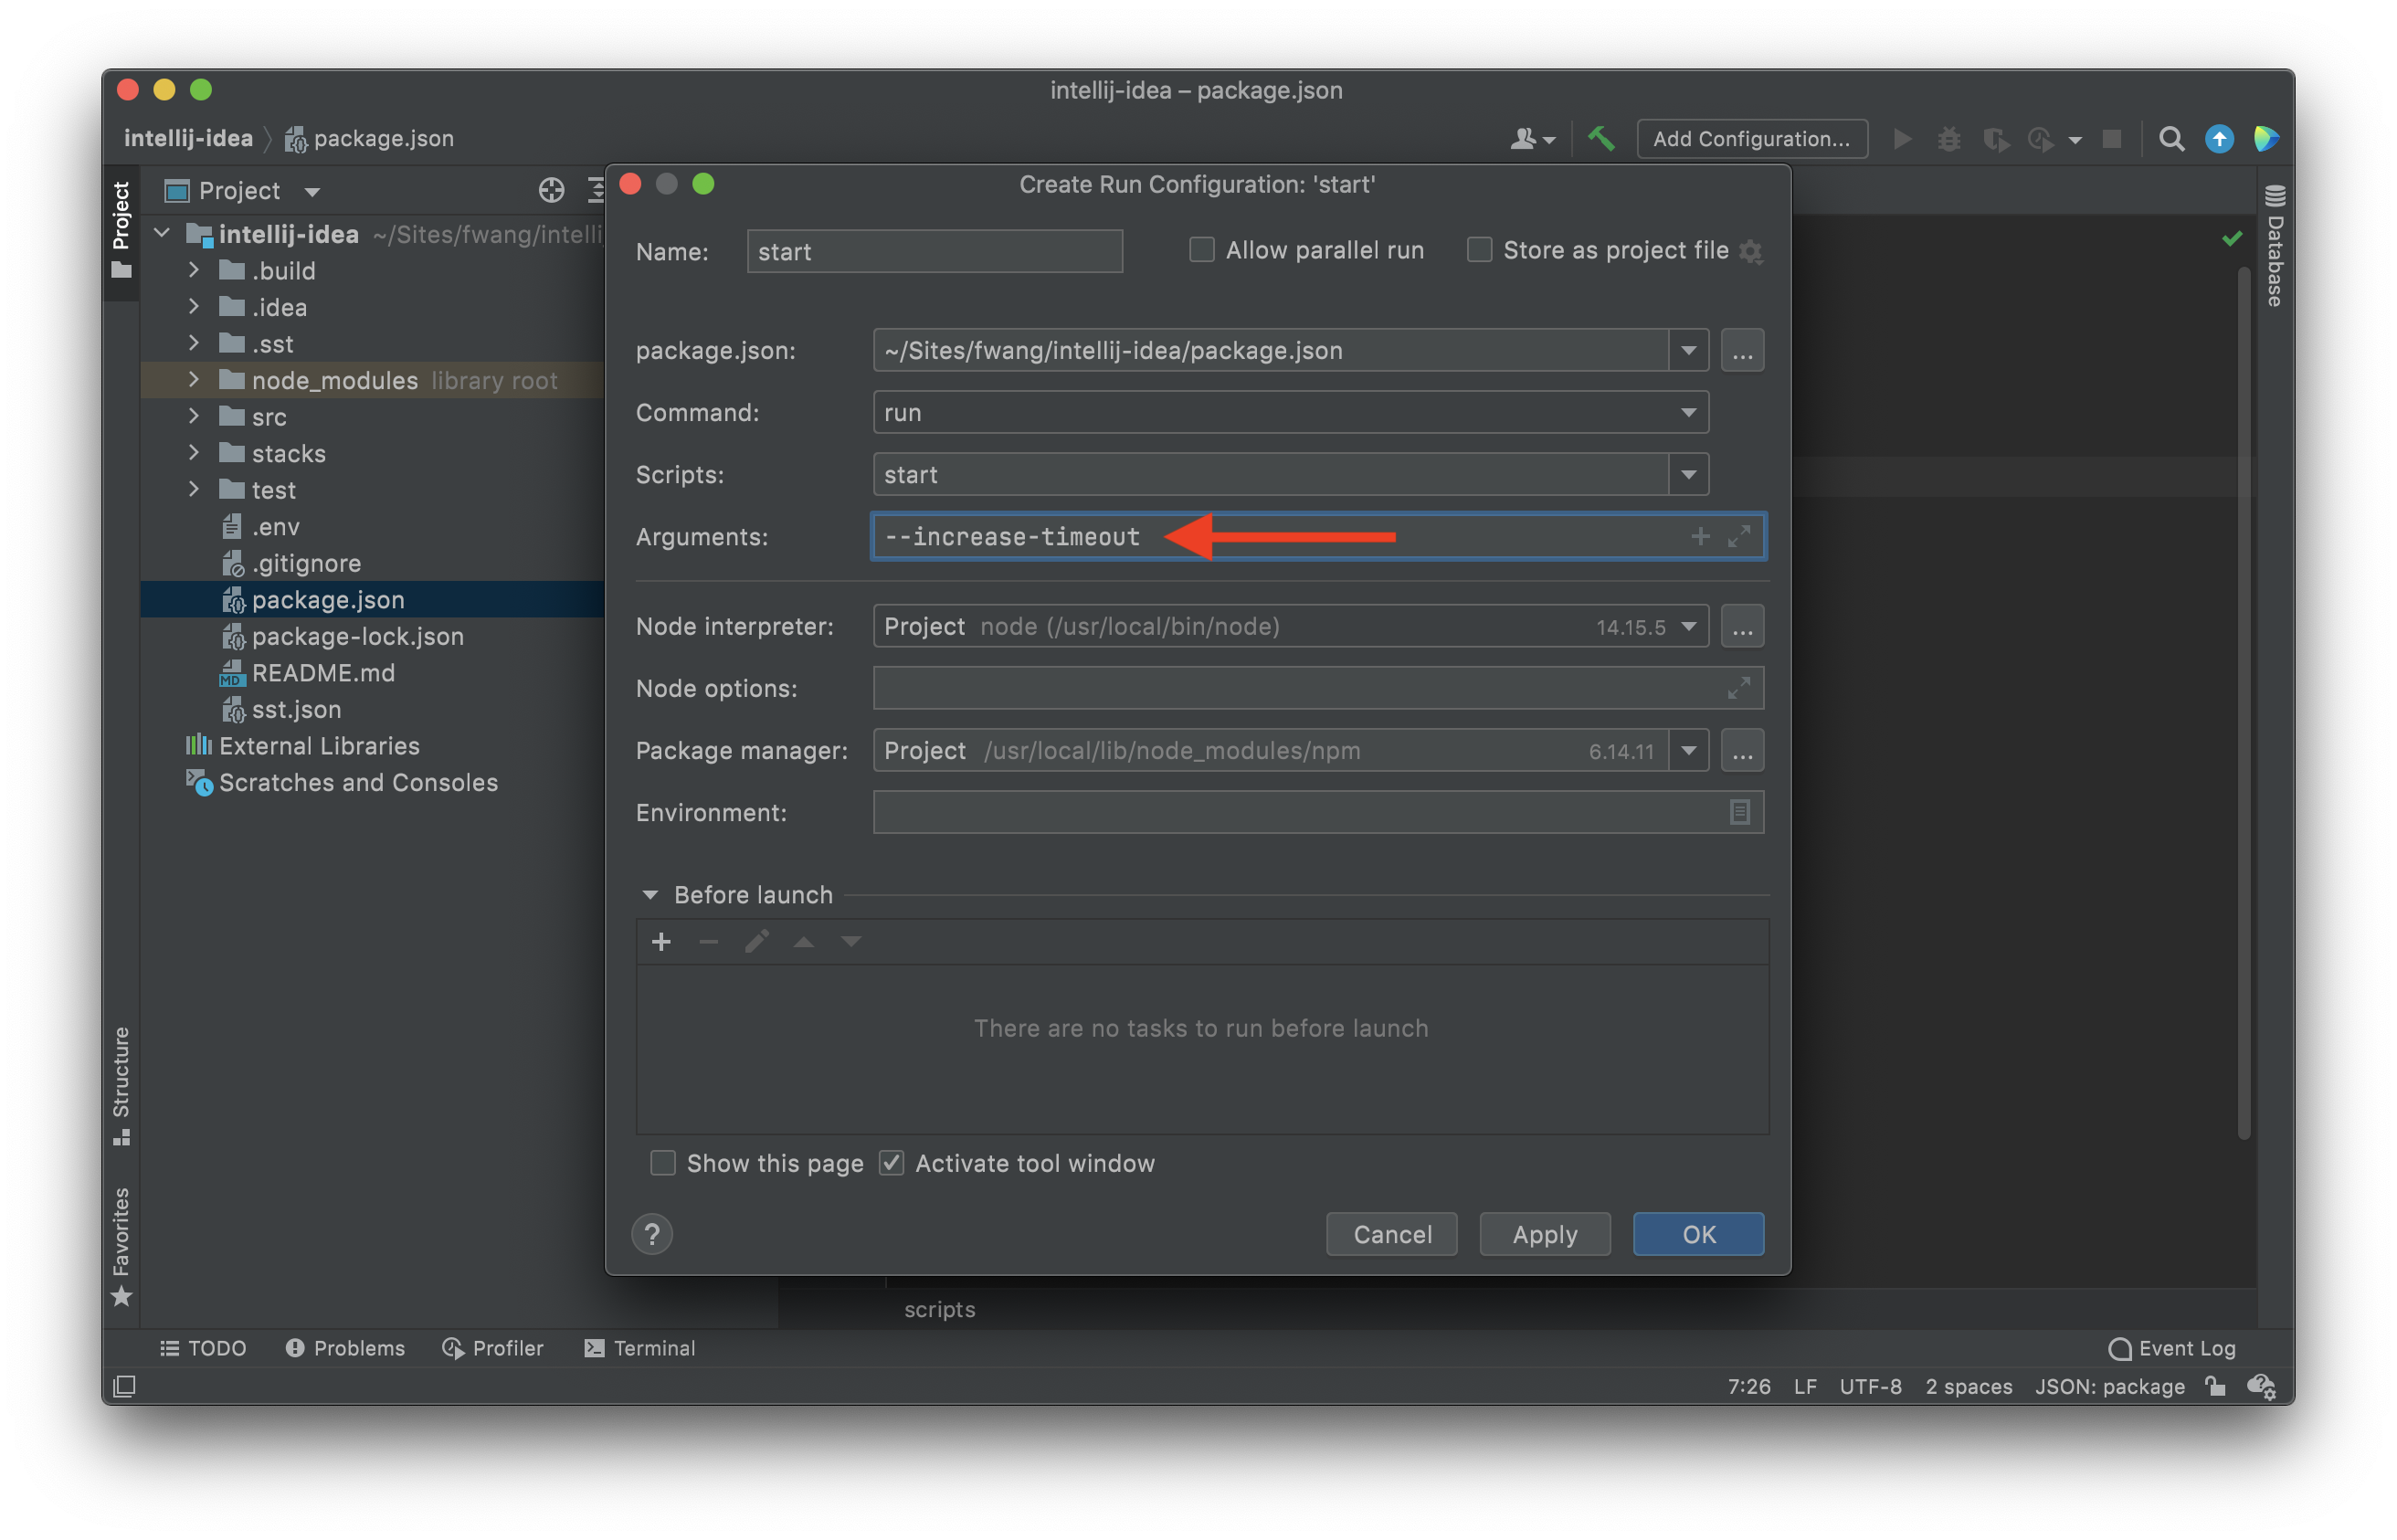 intellij-idea – package.json
intellij-idea package.json
Add Configuration...
Project
Project
Database
intellij-idea ~/Sites/fwang/intellij
.build
.idea
.sst
node_modules library root
src
stacks
test
.env
.gitignore
package.json
package-lock.json
MD README.md
sst.json
External Libraries
Scratches and Consoles
Structure
Favorites
Create Run Configuration: 'start'
Name: start
Allow parallel run
Store as project file
package.json: ~/Sites/fwang/intellij-idea/package.json ...
Command: run
Scripts: start
Arguments: --increase-timeout
Node interpreter: Project node (/usr/local/bin/node) 14.15.5 ...
Node options:
Package manager: Project /usr/local/lib/node_modules/npm 6.14.11 ...
Environment:
Before launch
There are no tasks to run before launch
Show this page Activate tool window
? Cancel Apply OK
scripts
TODO Problems Profiler Terminal Event Log
7:26 LF UTF-8 2 spaces JSON: package